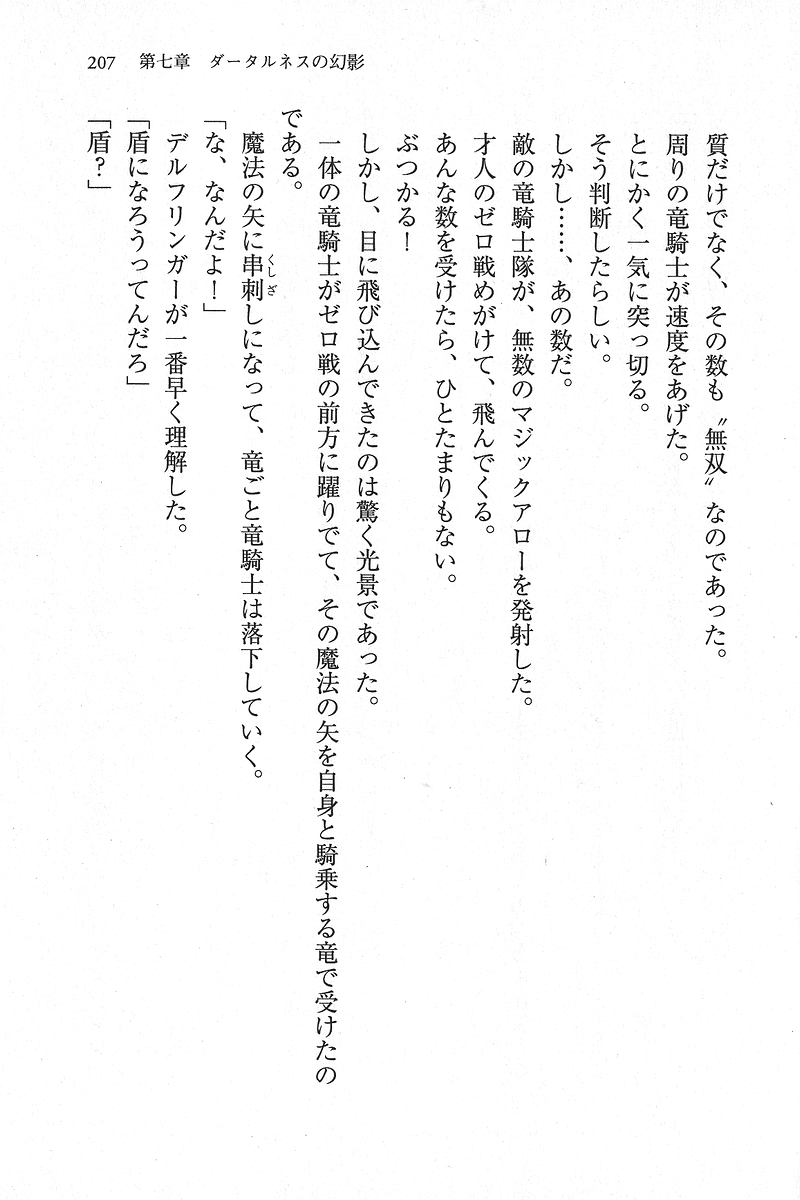 207　第七章　ダータルネスの幻影
質だけでなく、その数も〝無双〟なのであった。
周りの竜騎士が速度をあげた。
とにかく一気に突っ切る。
そう判断したらしい。
しかし……、あの数だ。
敵の竜騎士隊が、無数のマジックアローを発射した。
才人のゼロ戦めがけて、飛んでくる。
あんな数を受けたら、ひとたまりもない。
ぶつかる！
しかし、目に飛び込んできたのは驚く光景であった。
一体の竜騎士がゼロ戦の前方に躍りでて、その魔法の矢を自身と騎乗する竜で受けたの
である。
魔法の矢に串刺しになって、竜ごと竜騎士は落下していく。
くしざ
「な、なんだよ！」
デルフリンガーが一番早く理解した。
「盾になろうってんだろ」
「盾？」